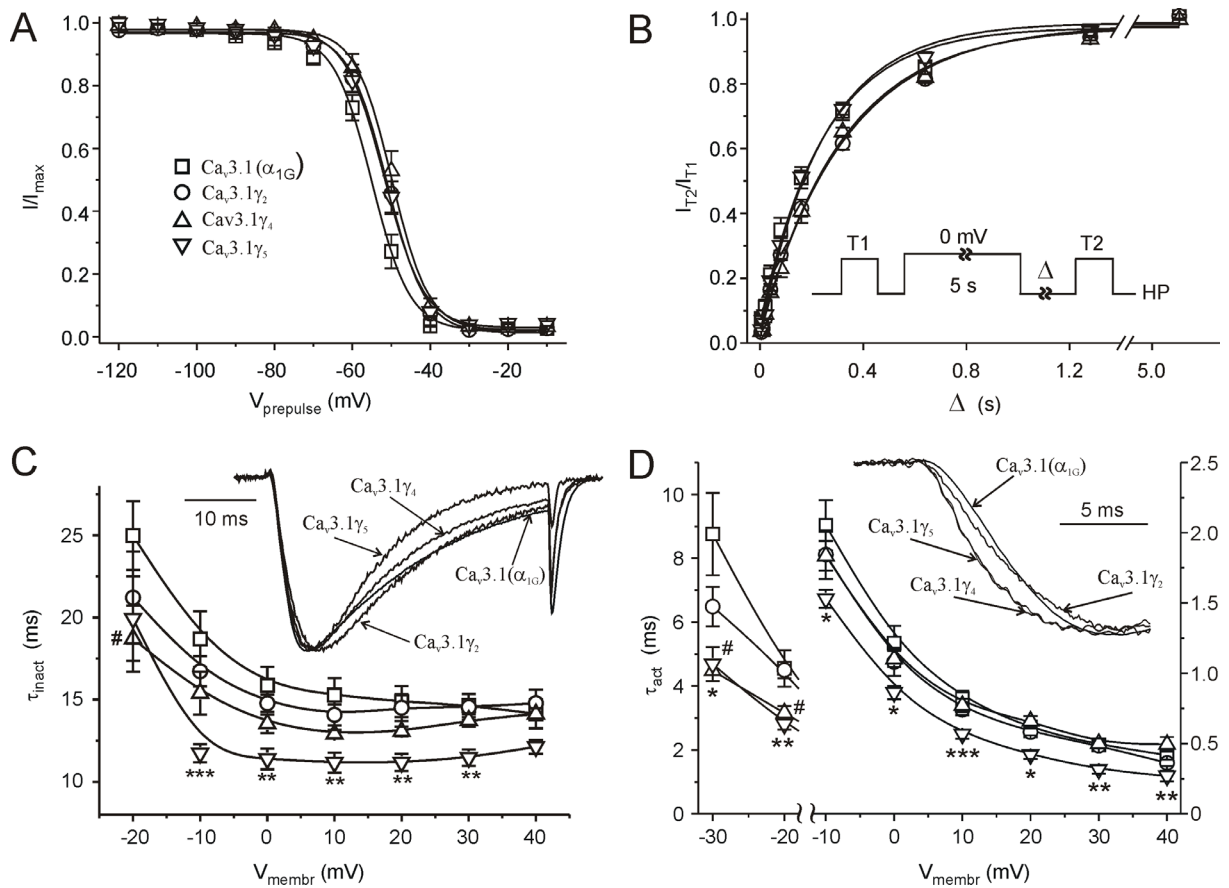 A
I/I_max
1.0
0.8
0.6
0.4
0.2
0.0
Ca_v3.1(α_1G)
Ca_v3.1γ_2
Cav3.1γ_4
Ca_v3.1γ_5
-120 -100 -80 -60 -40 -20
V_prepulse (mV)
B
I_T2/I_T1
1.0
0.8
0.6
0.4
0.2
0.0
T1
0 mV
5 s
Δ
T2
HP
0 0.4 0.8 1.2 5.0
Δ (s)
C
τ_inact (ms)
25
20
15
10
10 ms
Ca_v3.1γ_4
Ca_v3.1γ_5
Ca_v3.1(α_1G)
Ca_v3.1γ_2
#
*** ** ** ** **
-20 -10 0 10 20 30 40
V_membr (mV)
D
τ_act (ms)
10
8
6
4
2
0
Ca_v3.1(α_1G)
5 ms
Ca_v3.1γ_5
Ca_v3.1γ_4
Ca_v3.1γ_2
2.5
2.0
1.5
1.0
0.5
0
# #
* ** * * *** * ** **
-30 -20 -10 0 10 20 30 40
V_membr (mV)